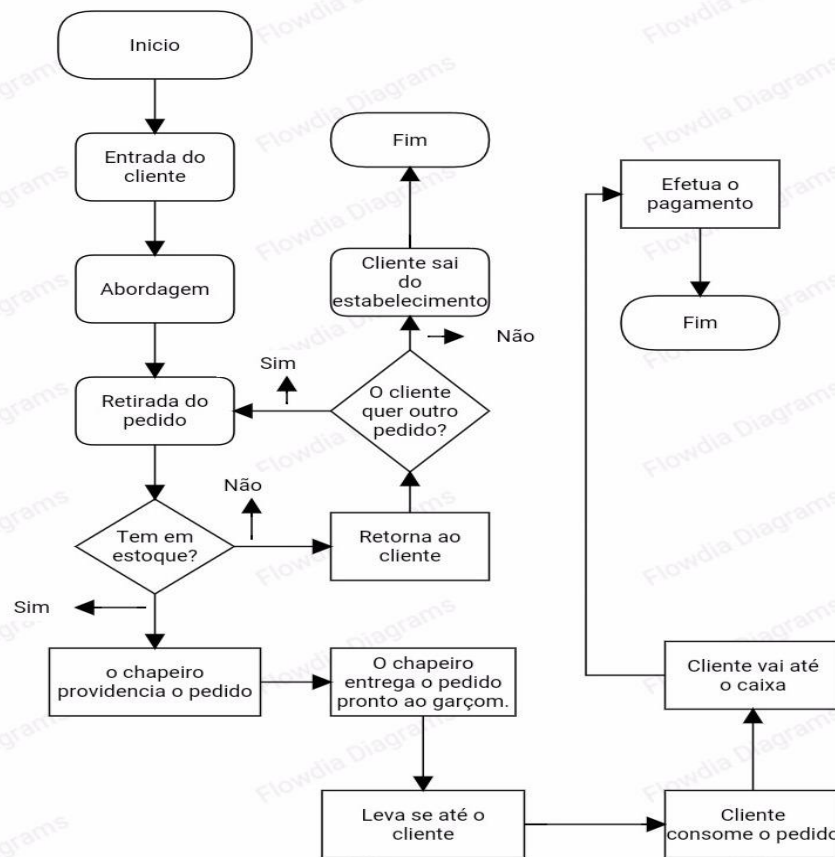 Inicio
Entrada do
cliente
Abordagem
Retirada do
pedido
Tem em
estoque?
Não
Retorna ao
cliente
O cliente
quer outro
pedido?
Sim
Não
Cliente sai
do
estabelecimento
Fim
Sim
o chapeiro
providencia o pedido
O chapeiro
entrega o pedido
pronto ao garçom.
Leva se até o
cliente
Cliente
consome o pedido
Cliente vai até
o caixa
Efetua o
pagamento
Fim
Flowdia Diagrams